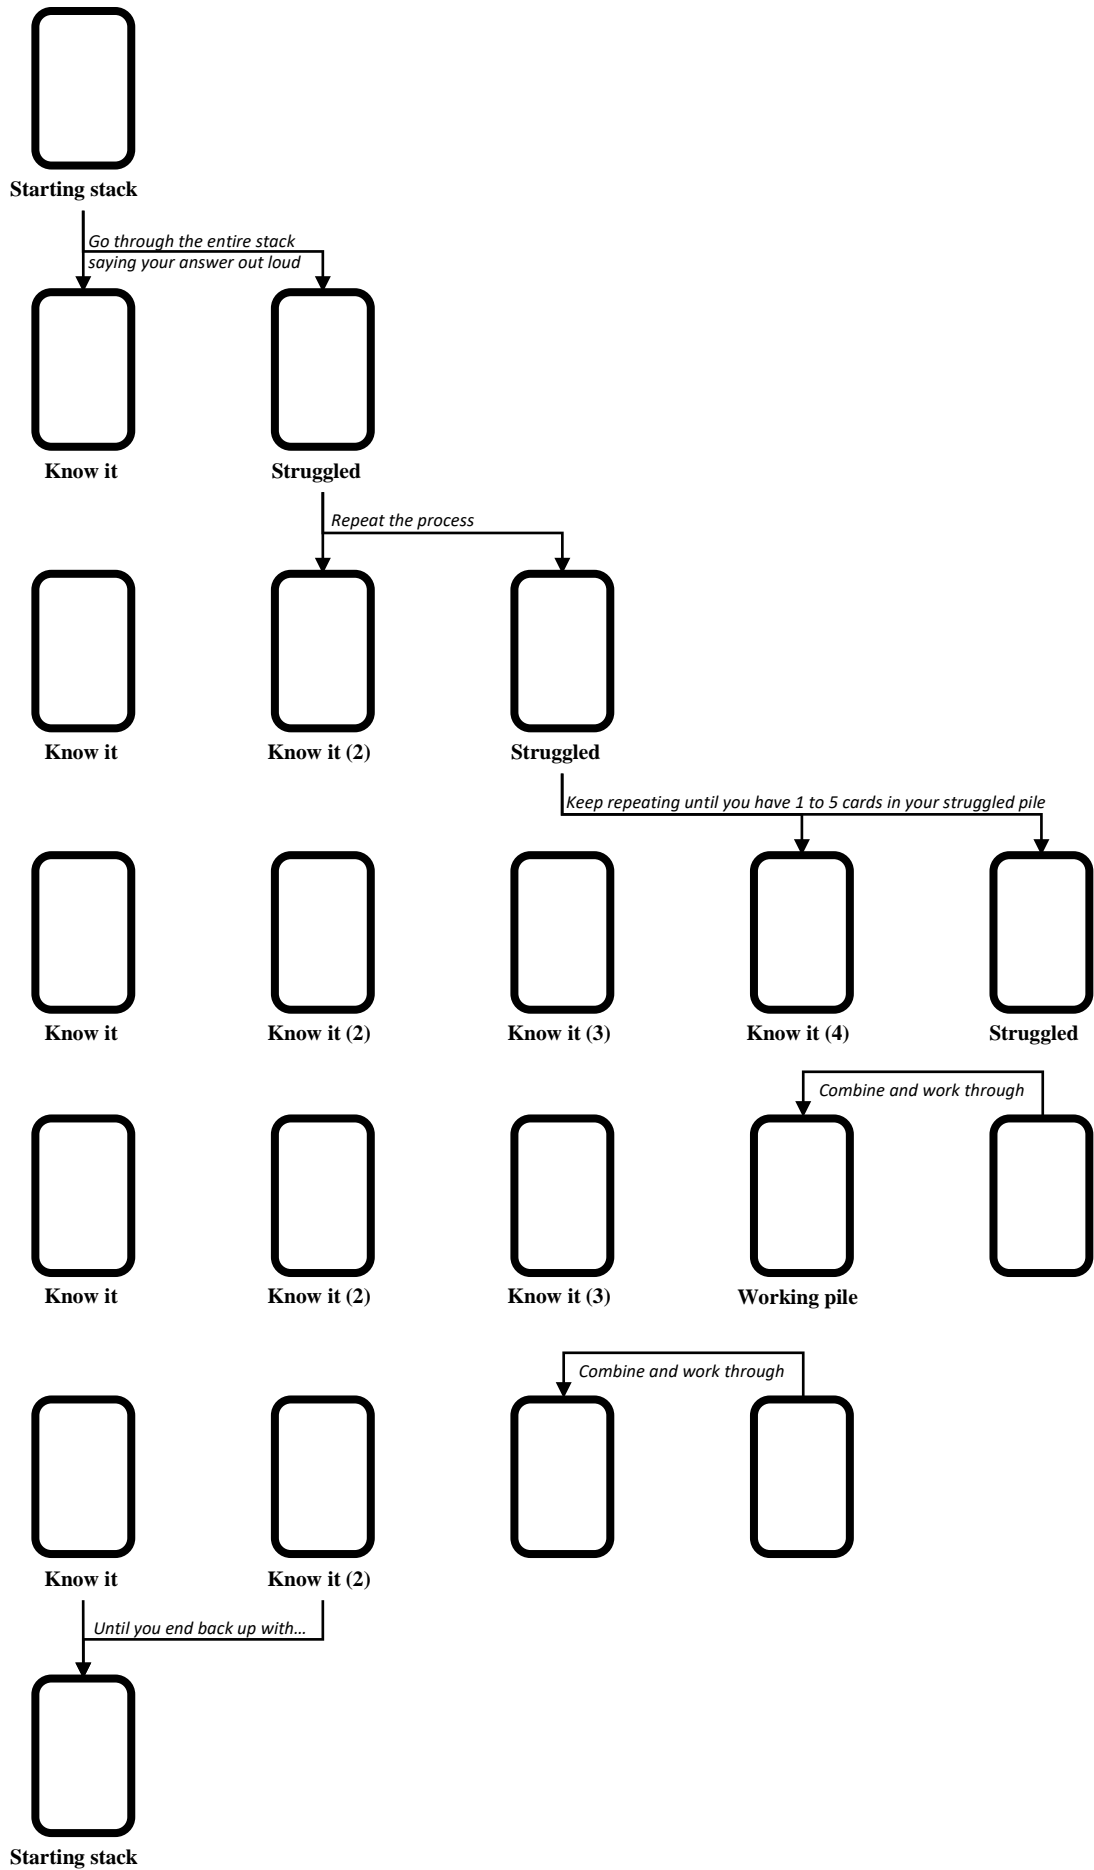 Starting stack
Go through the entire stack
saying your answer out loud
Know it
Struggled
Repeat the process
Know it
Know it (2)
Struggled
Keep repeating until you have 1 to 5 cards in your struggled pile
Know it
Know it (2)
Know it (3)
Know it (4)
Struggled
Combine and work through
Know it
Know it (2)
Know it (3)
Working pile
Combine and work through
Know it
Know it (2)
Until you end back up with…
Starting stack